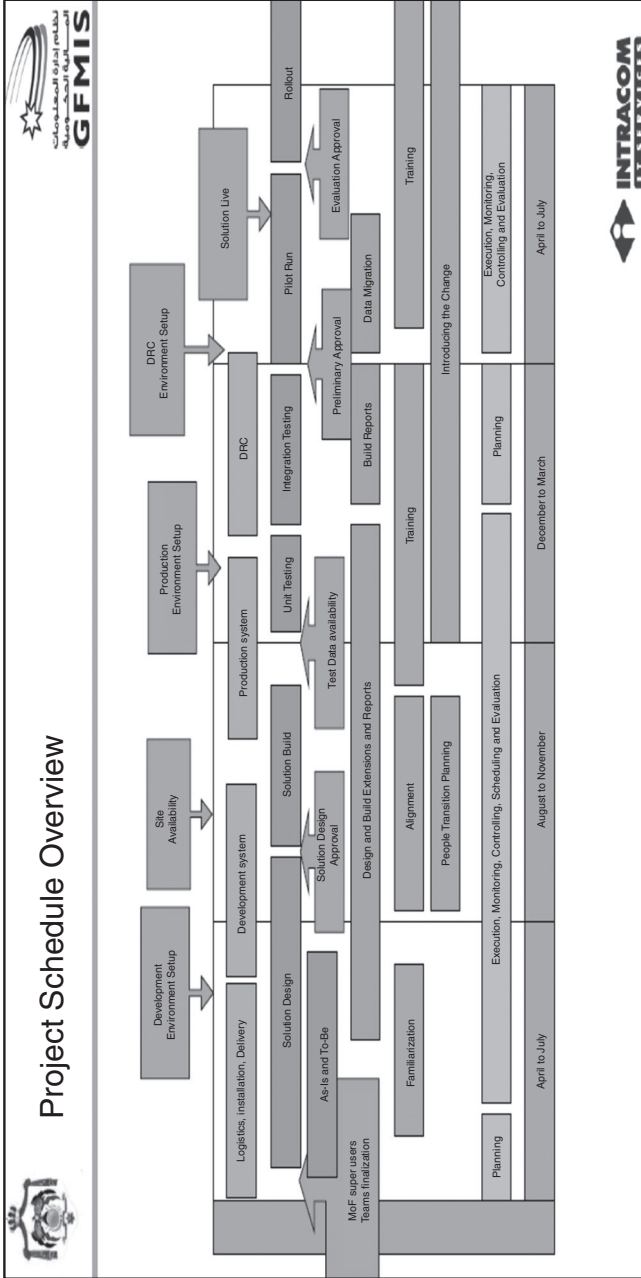 Project Schedule Overview
نظام إدارة المعلومات
المالية الحكومية
GFMIS
Development
Environment Setup
Site
Availability
Production
Environment Setup
DRC
Environment Setup
Solution Live
Logistics, installation, Delivery
Development system
Production system
DRC
Solution Design
Solution Build
Unit Testing
Integration Testing
Pilot Run
Rollout
As-Is and To-Be
MoF super users
Teams finalization
Solution Design
Approval
Test Data availability
Preliminary Approval
Evaluation Approval
Design and Build Extensions and Reports
Build Reports
Data Migration
Familiarization
Alignment
Training
Training
People Transition Planning
Introducing the Change
Planning
Execution, Monitoring, Controlling, Scheduling and Evaluation
Planning
Execution, Monitoring,
Controlling and Evaluation
April to July
August to November
December to March
April to July
INTRACOM